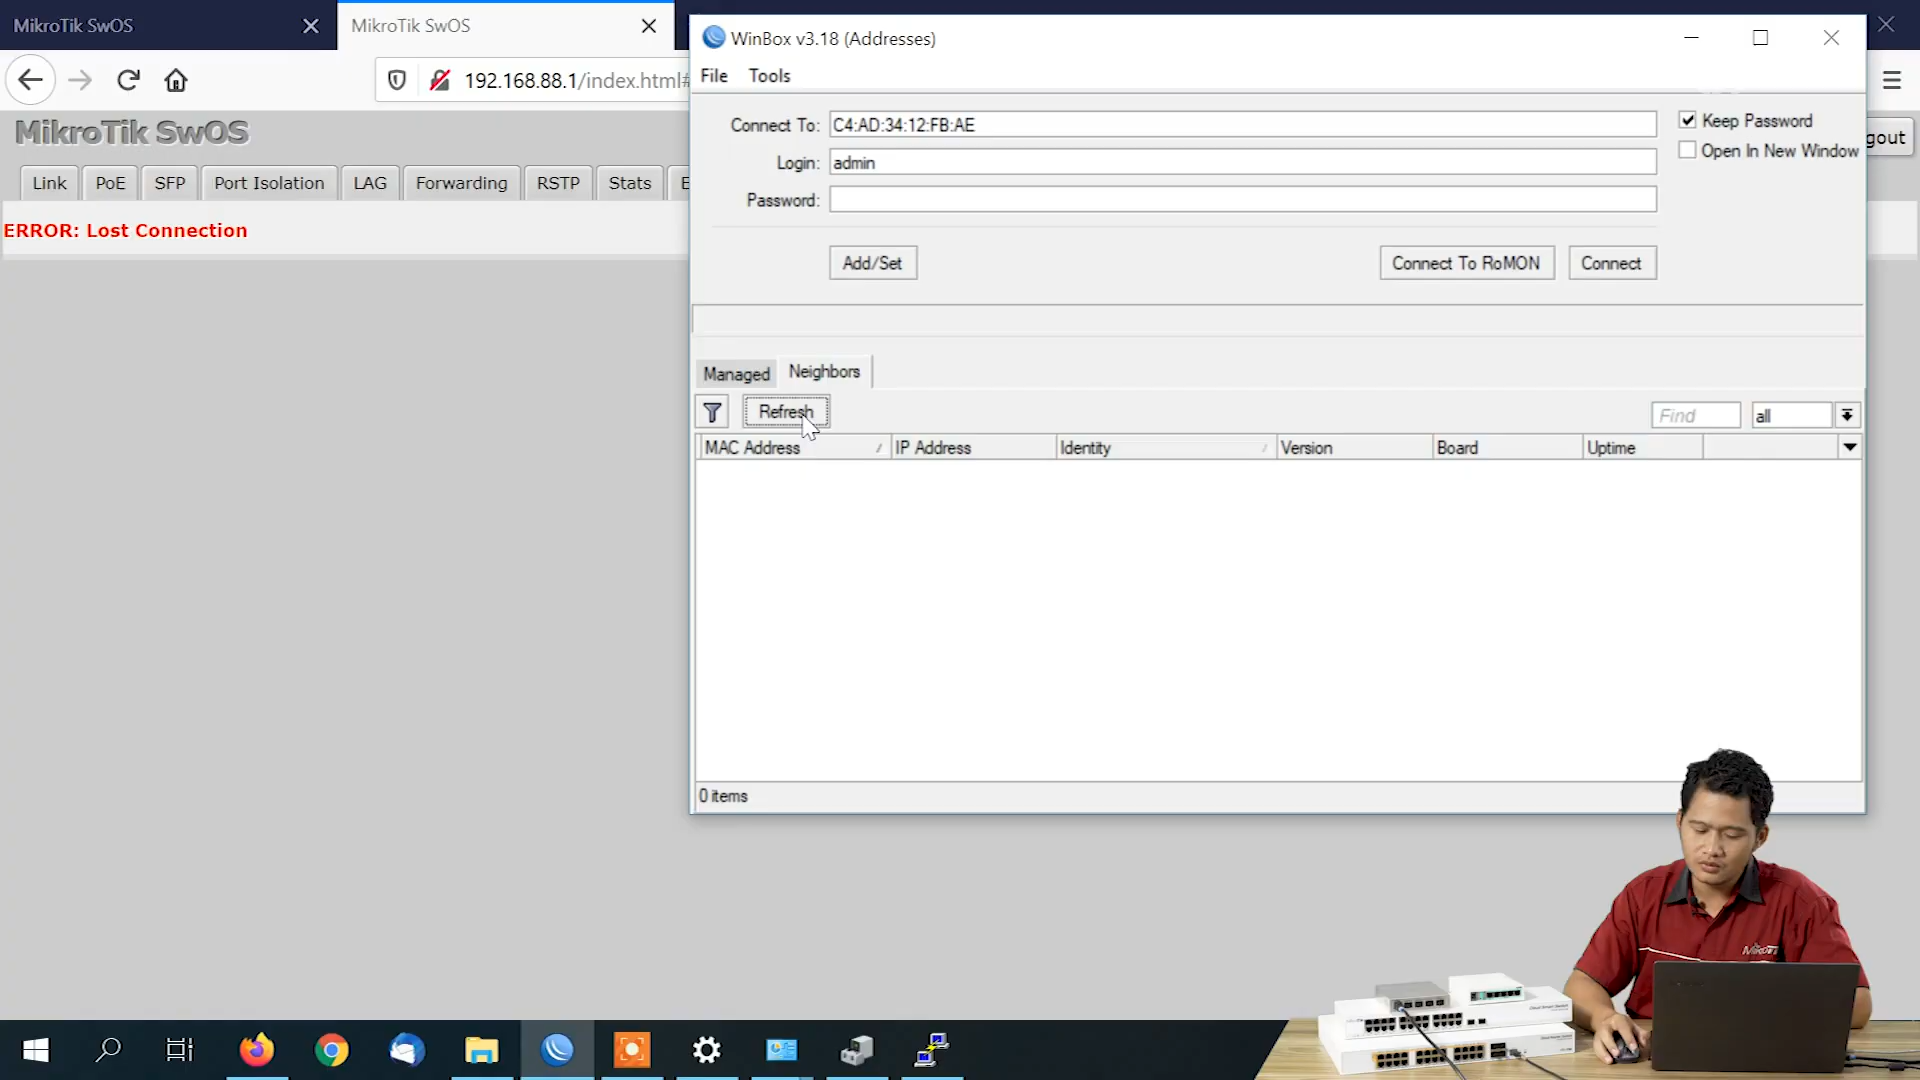 MikroTik SwOS
MikroTik SwOS
192.168.88.1/index.html#
MikroTik SwOS
gout
Link
PoE
SFP
Port Isolation
LAG
Forwarding
RSTP
Stats
ERROR: Lost Connection
WinBox v3.18 (Addresses)
File Tools
Connect To: C4:AD:34:12:FB:AE
Keep Password
Login: admin
Open In New Window
Password:
Add/Set
Connect To RoMON
Connect
Managed
Neighbors
Refresh
Find
all
MAC Address
IP Address
Identity
Version
Board
Uptime
0 items
MikroTi